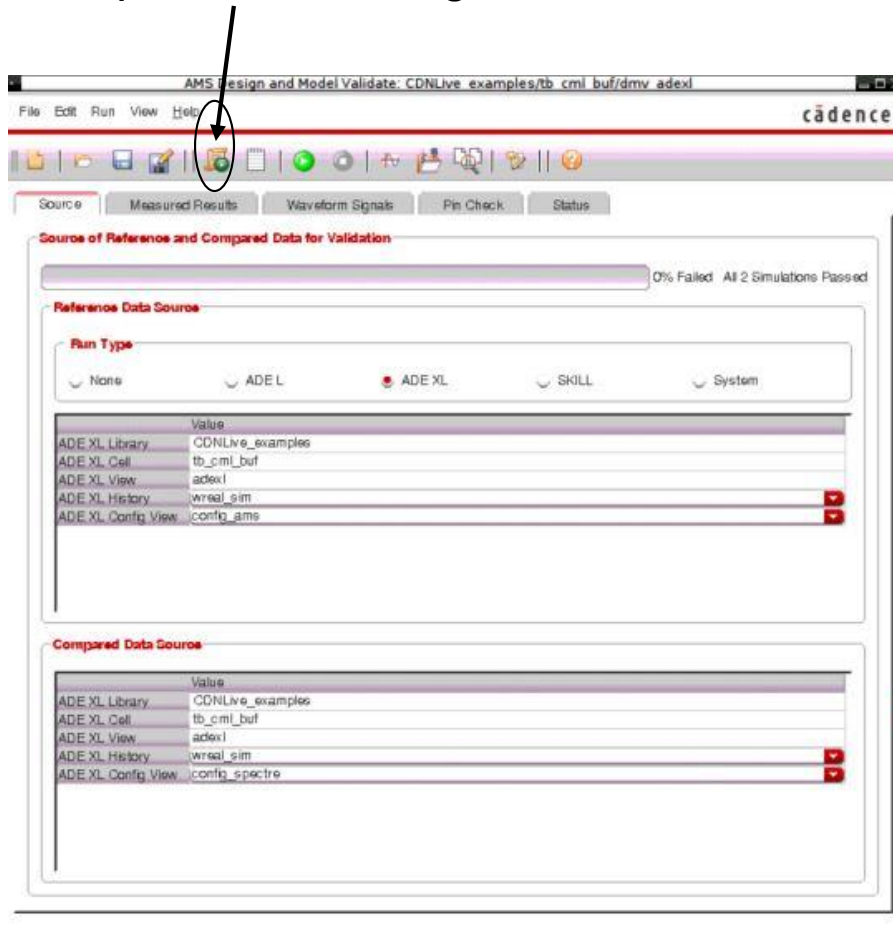 AMS Design and Model Validate: CDNLive_examples/tb_cml_buf/dmv_adexl
File Edit Run View Help
cādence
Source Measured Results Waveform Signals Pin Check Status
Source of Reference and Compared Data for Validation
0% Failed All 2 Simulations Passed
Reference Data Source
Run Type
None ADE L ADE XL SKILL System
Value
ADE XL Library CDNLive_examples
ADE XL Cell tb_cml_buf
ADE XL View adexl
ADE XL History wreal_sim
ADE XL Config View config_ams
Compared Data Source
Value
ADE XL Library CDNLive_examples
ADE XL Cell tb_cml_buf
ADE XL View adexl
ADE XL History wreal_sim
ADE XL Config View config_spectre